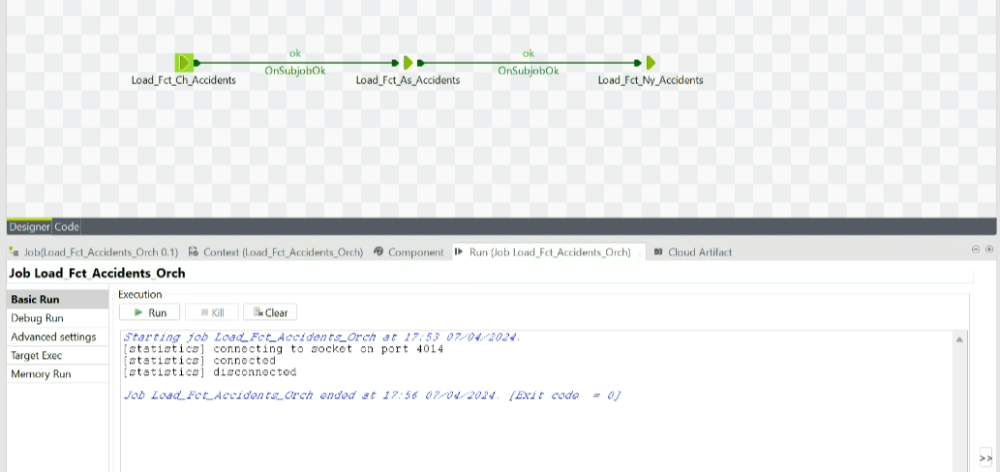 ok
ok
OnSubjobOk
OnSubjobOk
Load_Fct_Ch_Accidents
Load_Fct_As_Accidents
Load_Fct_Ny_Accidents
Designer Code
Job(Load_Fct_Accidents_Orch 0.1)
Context (Load_Fct_Accidents_Orch)
Component
Run (Job Load_Fct_Accidents_Orch)
Cloud Artifact
Job Load_Fct_Accidents_Orch
Basic Run
Debug Run
Advanced settings
Target Exec
Memory Run
Execution
Run
Kill
Clear
Starting job Load_Fct_Accidents_Orch at 17:53 07/04/2024.
[statistics] connecting to socket on port 4014
[statistics] connected
[statistics] disconnected
Job Load_Fct_Accidents_Orch ended at 17:56 07/04/2024. [Exit code  = 0]
>>